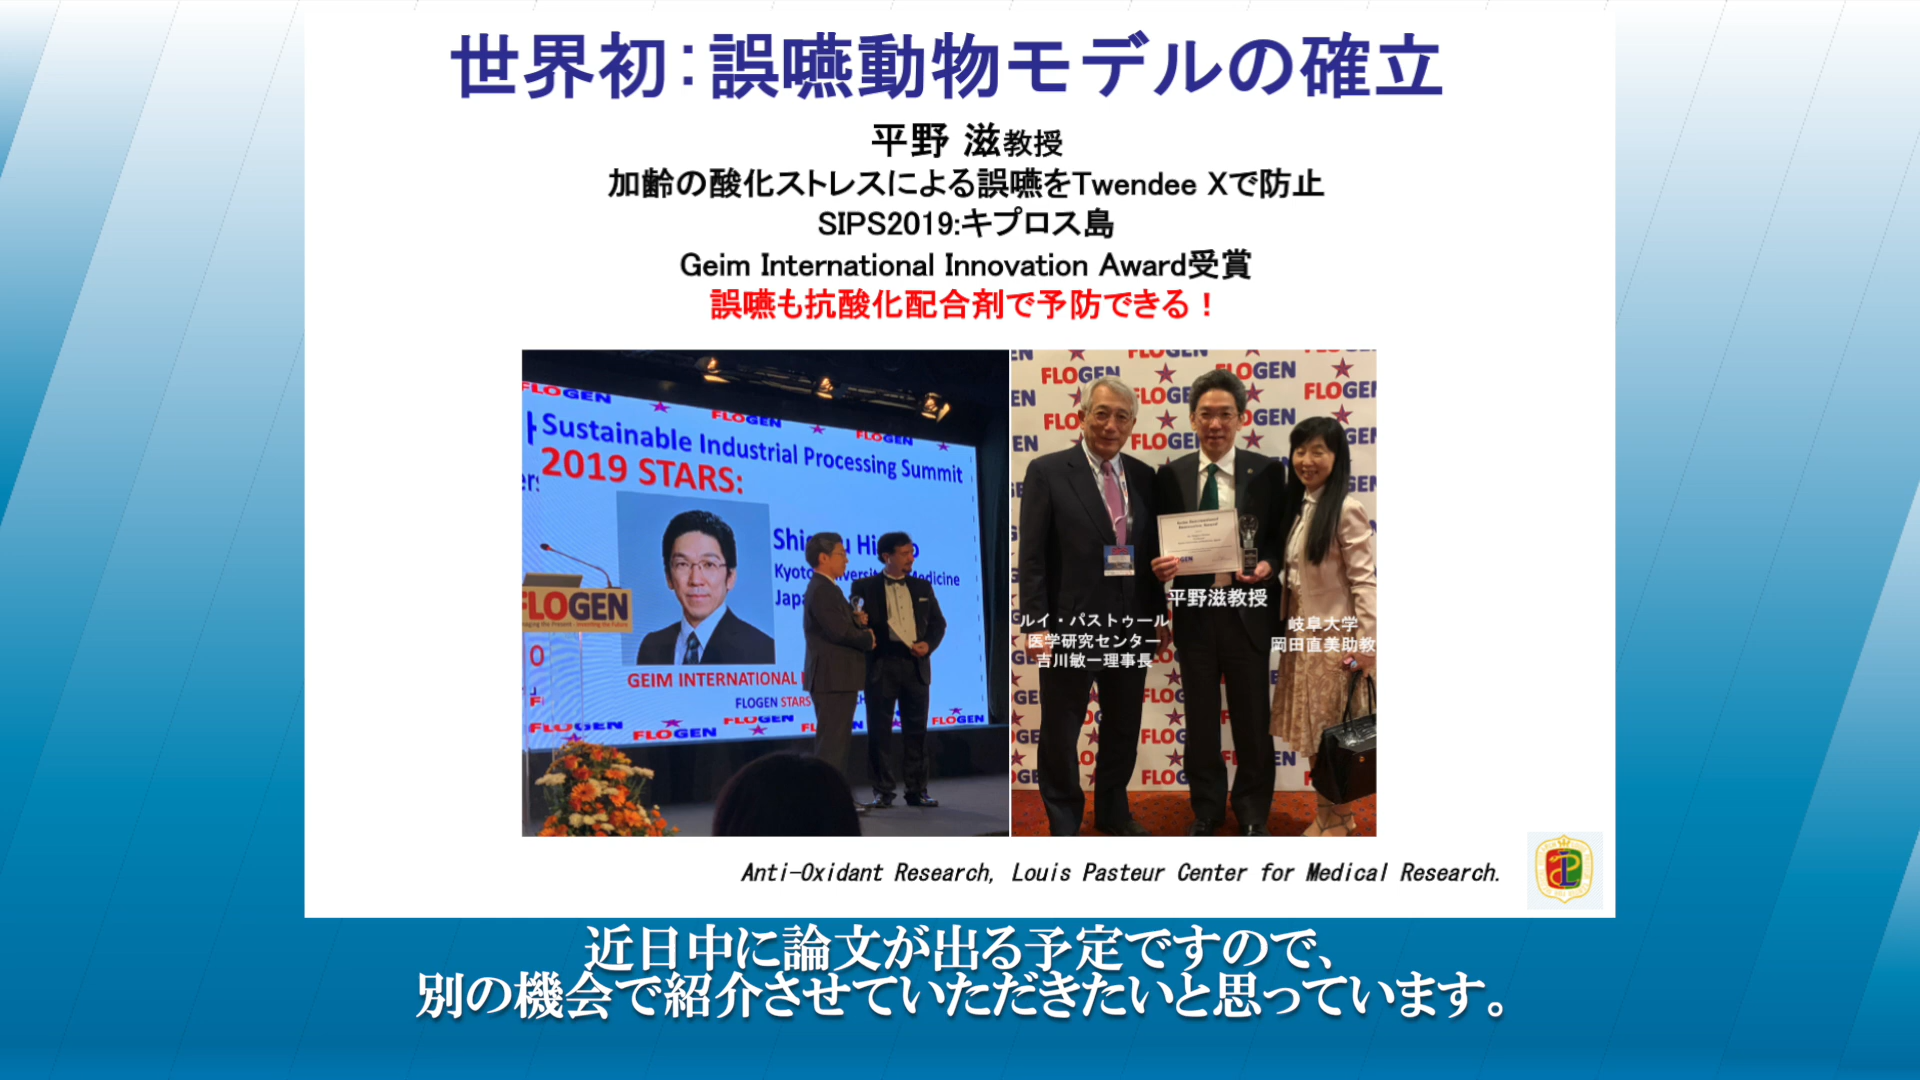 世界初：誤嚥動物モデルの確立
平野 滋教授
加齢の酸化ストレスによる誤嚥をTwendee Xで防止
SIPS2019:キプロス島
Geim International Innovation Award受賞
誤嚥も抗酸化配合剤で予防できる！
FLOGEN
FLOGEN
FLOGEN
Sustainable Industrial Processing Summit
2019 STARS:
Kyoto
GEIM INTERNATIONAL
FLOGEN STARS
FLOGEN
FLOGEN
FLOGEN
FLOGEN
FLOGEN
ルイ・パストゥール
医学研究センター
吉川敏一理事長
平野滋教授
岐阜大学
岡田直美助教
Anti-Oxidant Research, Louis Pasteur Center for Medical Research.
近日中に論文が出る予定ですので、
別の機会で紹介させていただきたいと思っています。